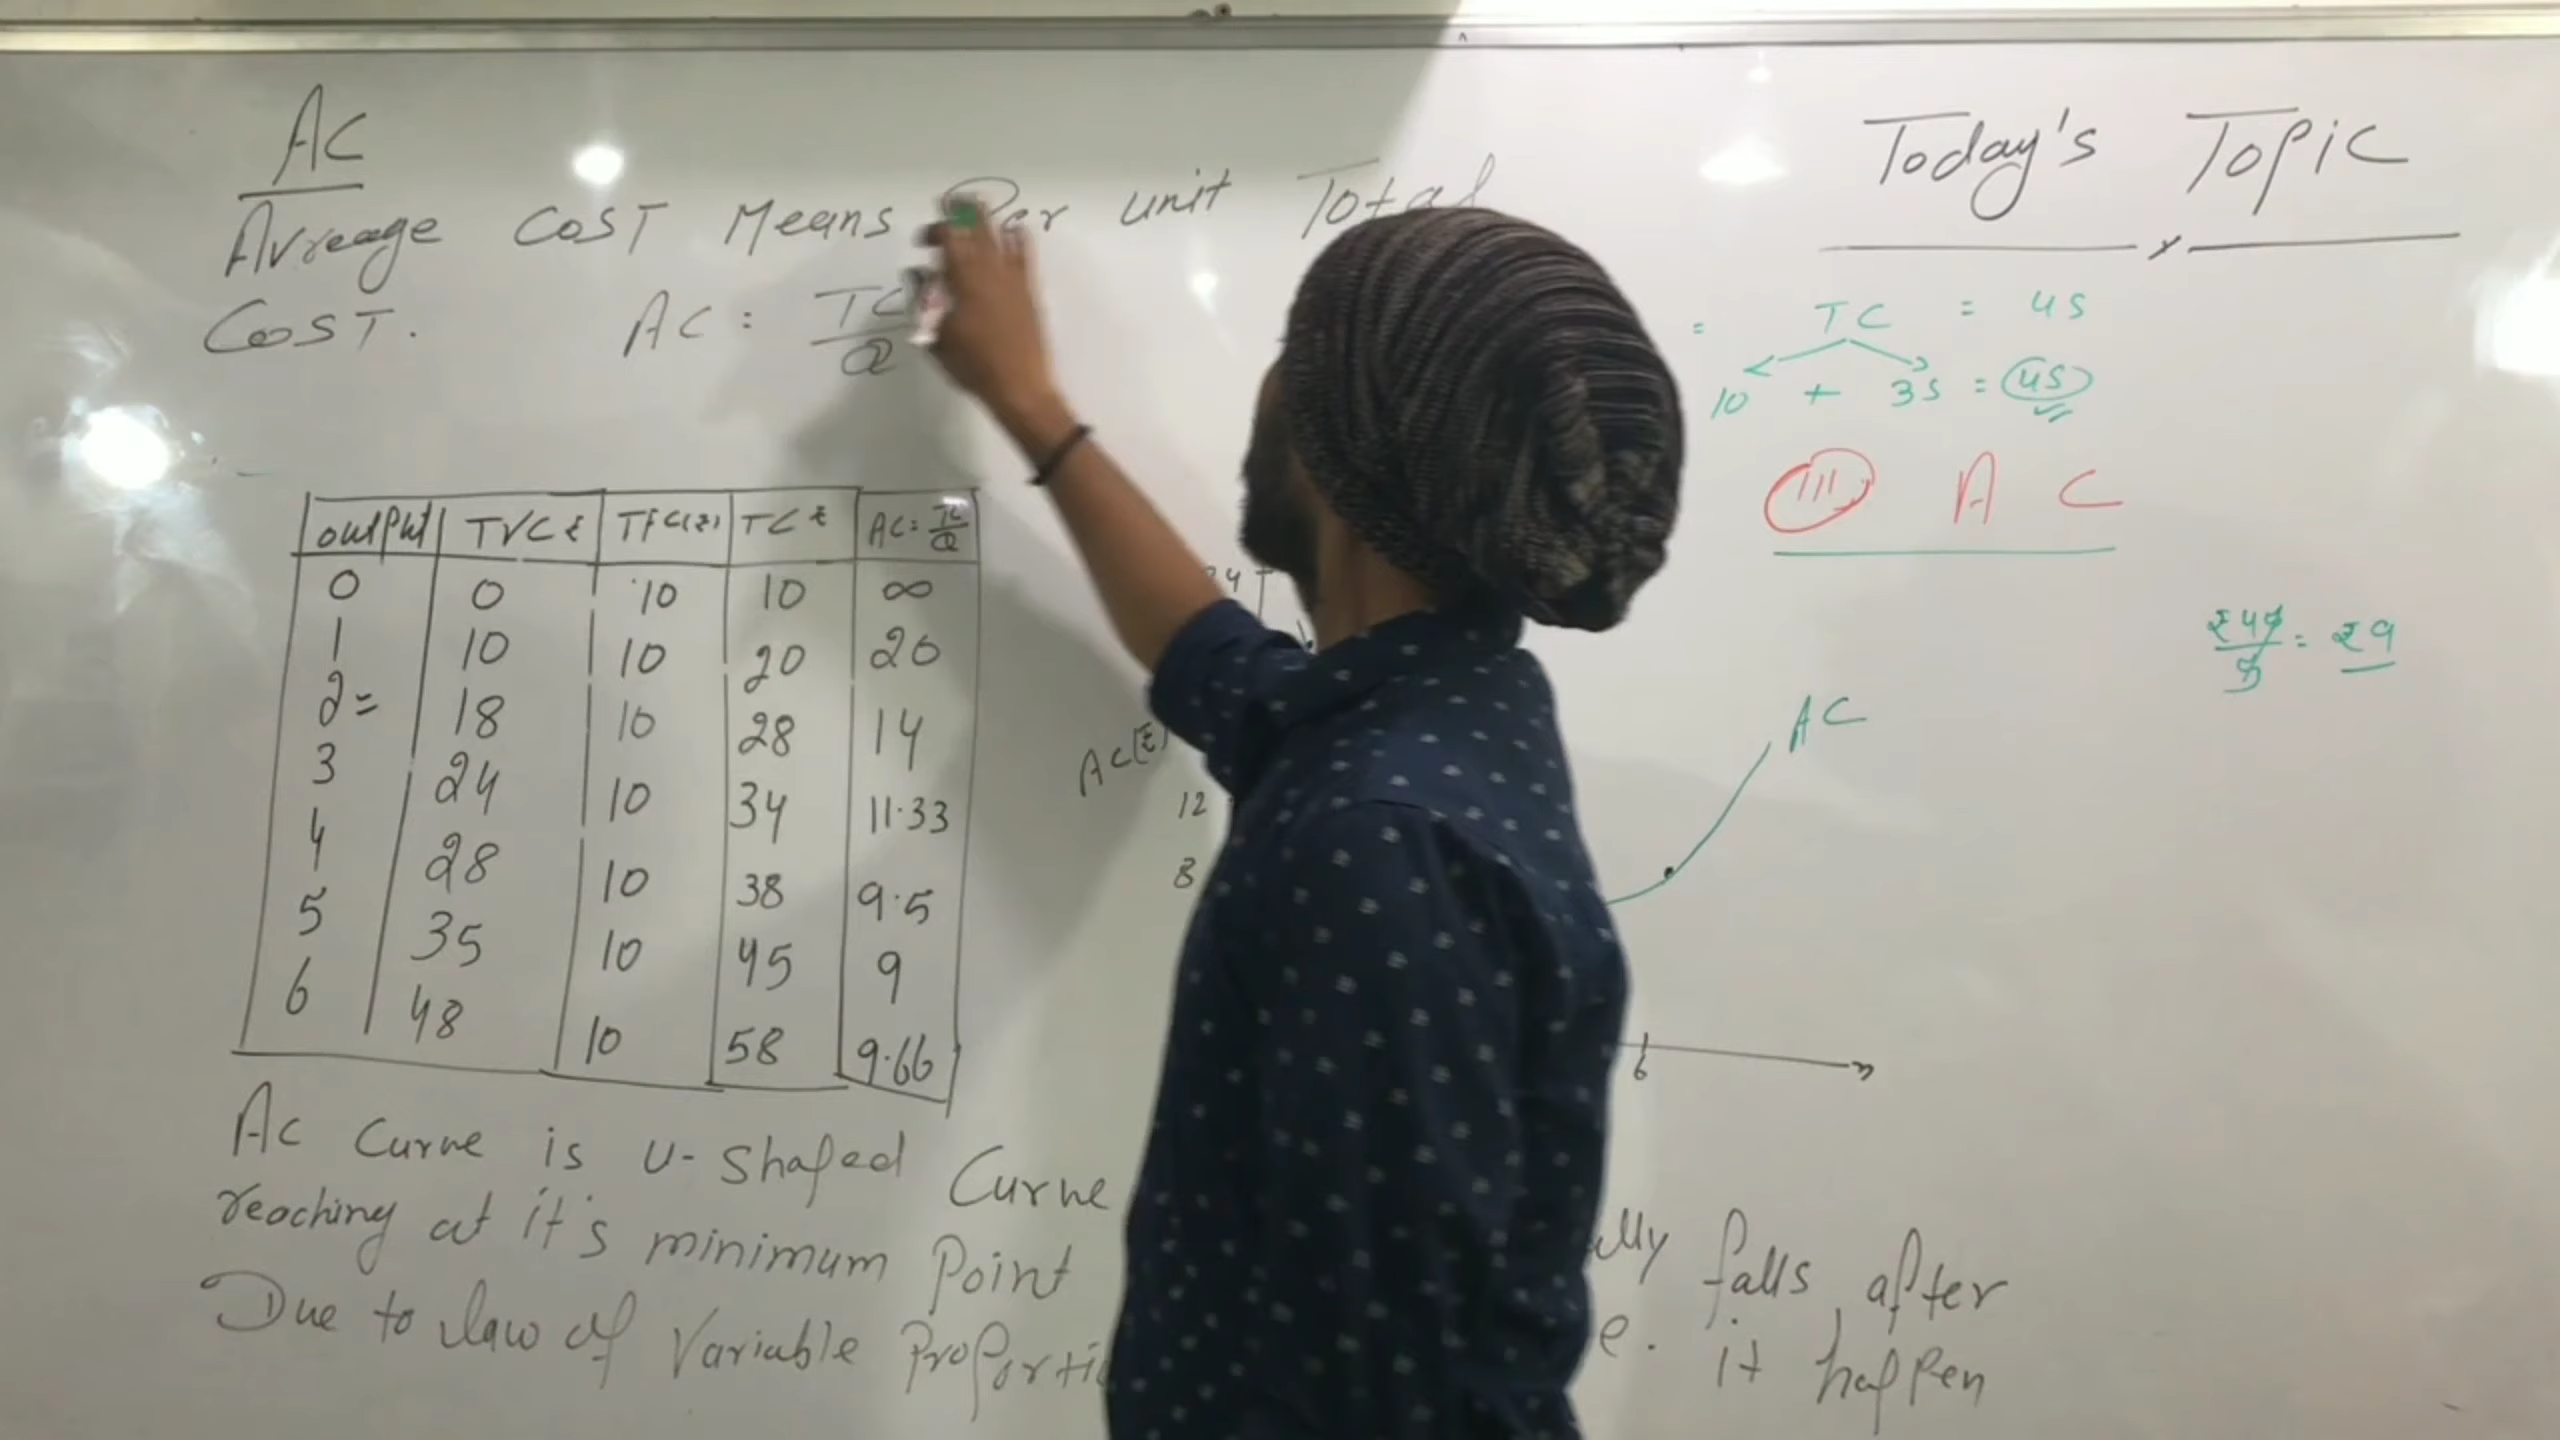 AC
Avreage COST Means Per unit Total
COST. AC = TC/Q
output TVC ₹ TFC(₹) TC ₹ AC = TC/Q
0 0 10 10 ∞
1 10 10 20 20
2= 18 10 28 14
3 24 10 34 11.33
4 28 10 38 9.5
5 35 10 45 9
6 48 10 58 9.66
AC Curve is U-Shaped Curve
reaching at it's minimum Point falls after
Due to law of Variable e. it happen
AC(₹)
12
8
6
AC
Today's Topic
= TC = 45
10 + 35 = 45
III AC
₹45/5 = ₹9